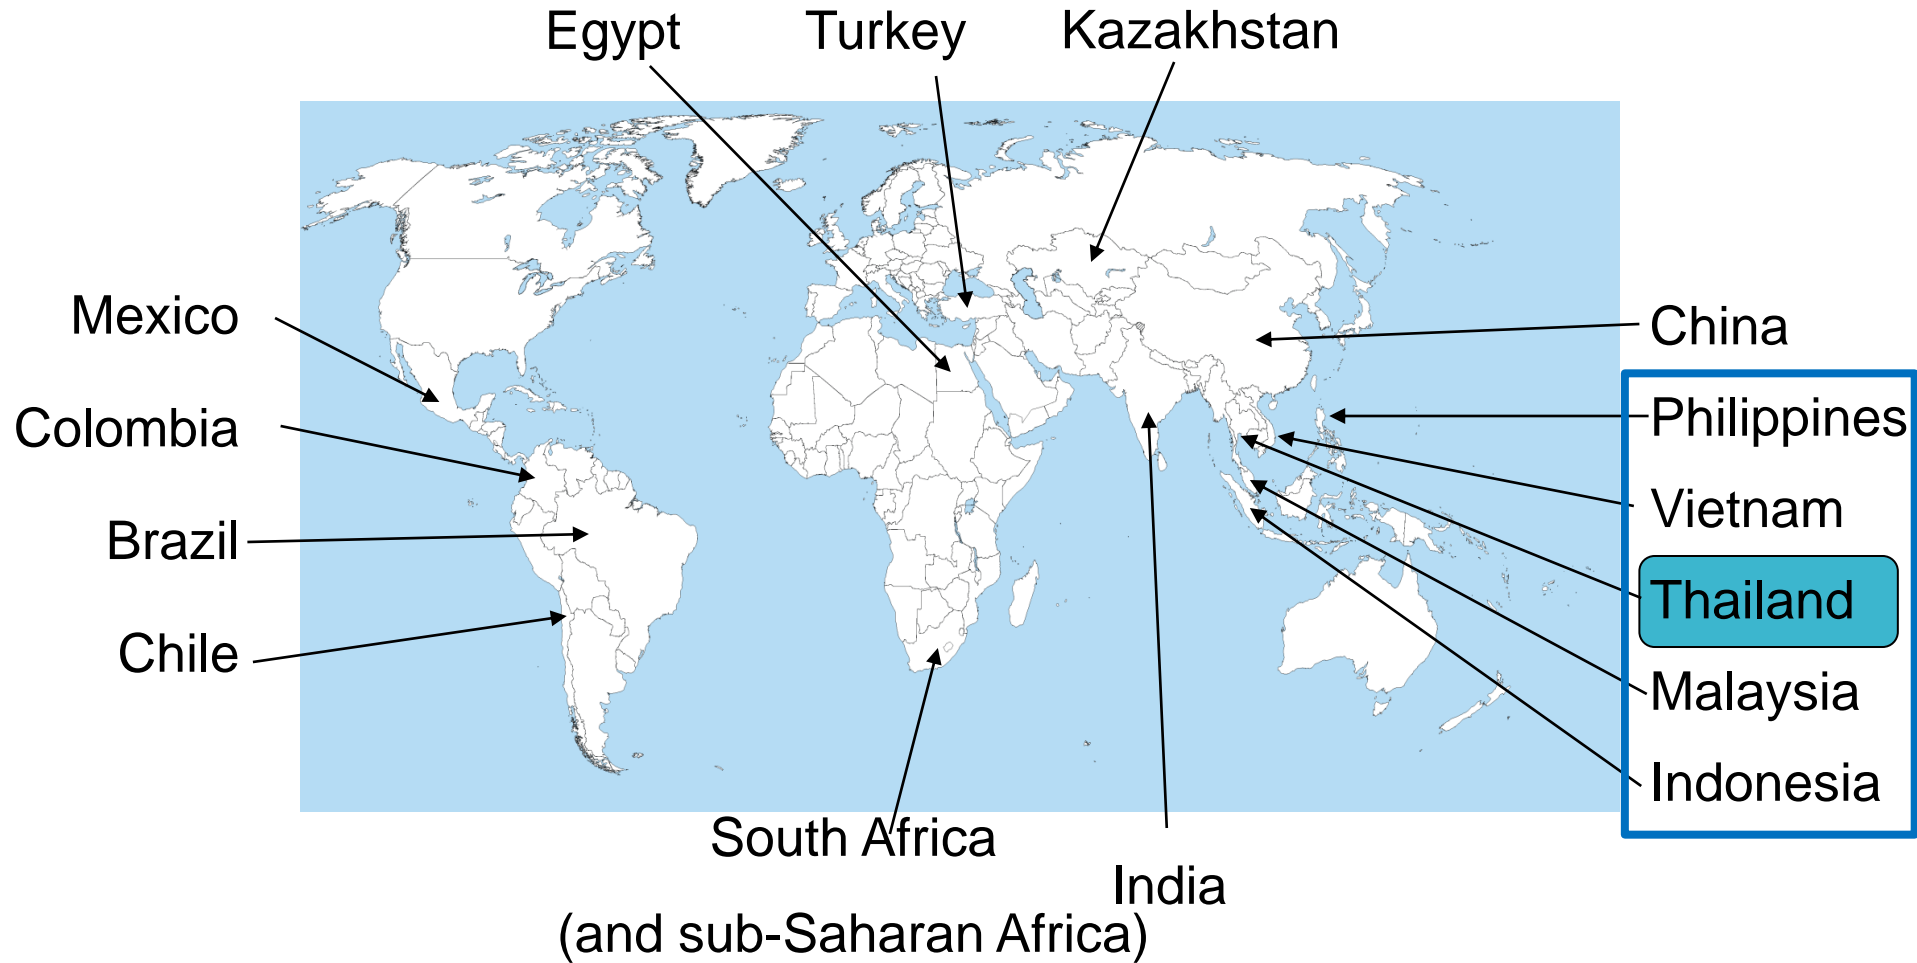 Egypt
Turkey
Kazakhstan
Mexico
Colombia
Brazil
Chile
China
Philippines
Vietnam
Thailand
Malaysia
Indonesia
South Africa
India
(and sub-Saharan Africa)